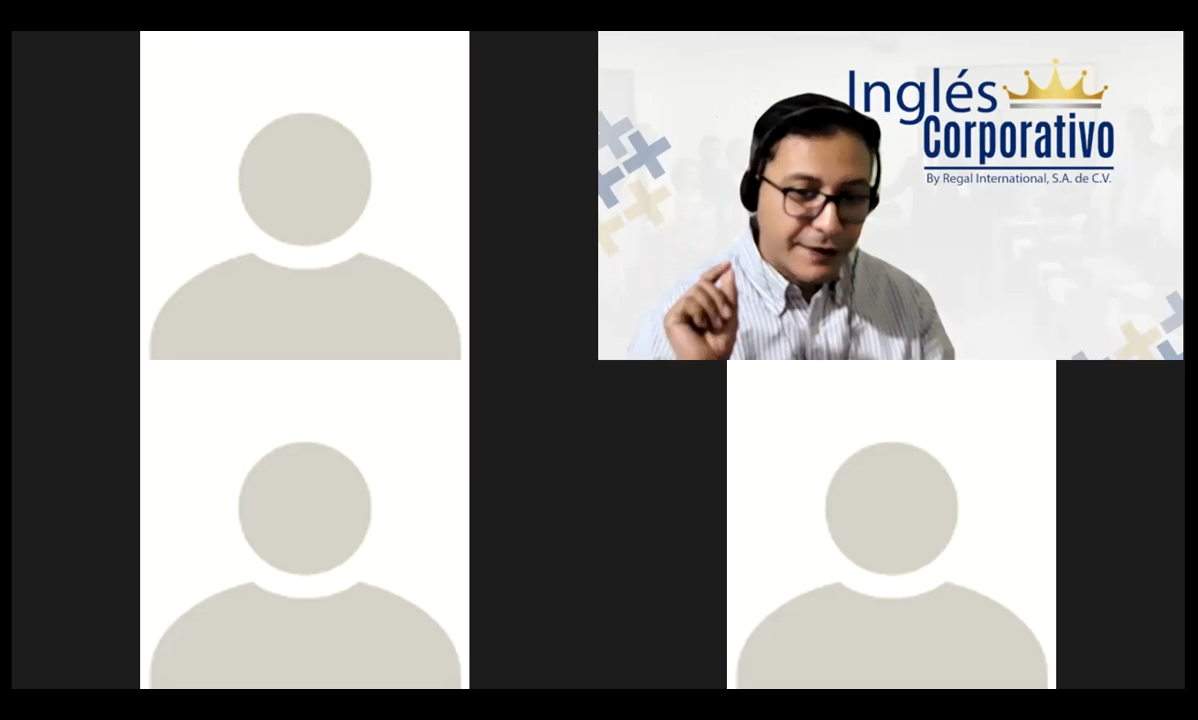 Inglés
Corporativo
By Regal International, S.A. de C.V.